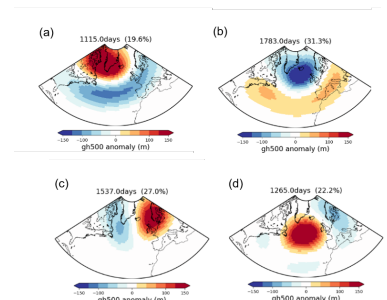 (a)
1115.0days (19.6%)
-150 -100 0 100 150
gh500 anomaly (m)
(b)
1783.0days (31.3%)
-150 -100 0 100 150
gh500 anomaly (m)
(c)
1537.0days (27.0%)
-150 -100 0 100 150
gh500 anomaly (m)
(d)
1265.0days (22.2%)
-150 -100 0 100 150
gh500 anomaly (m)